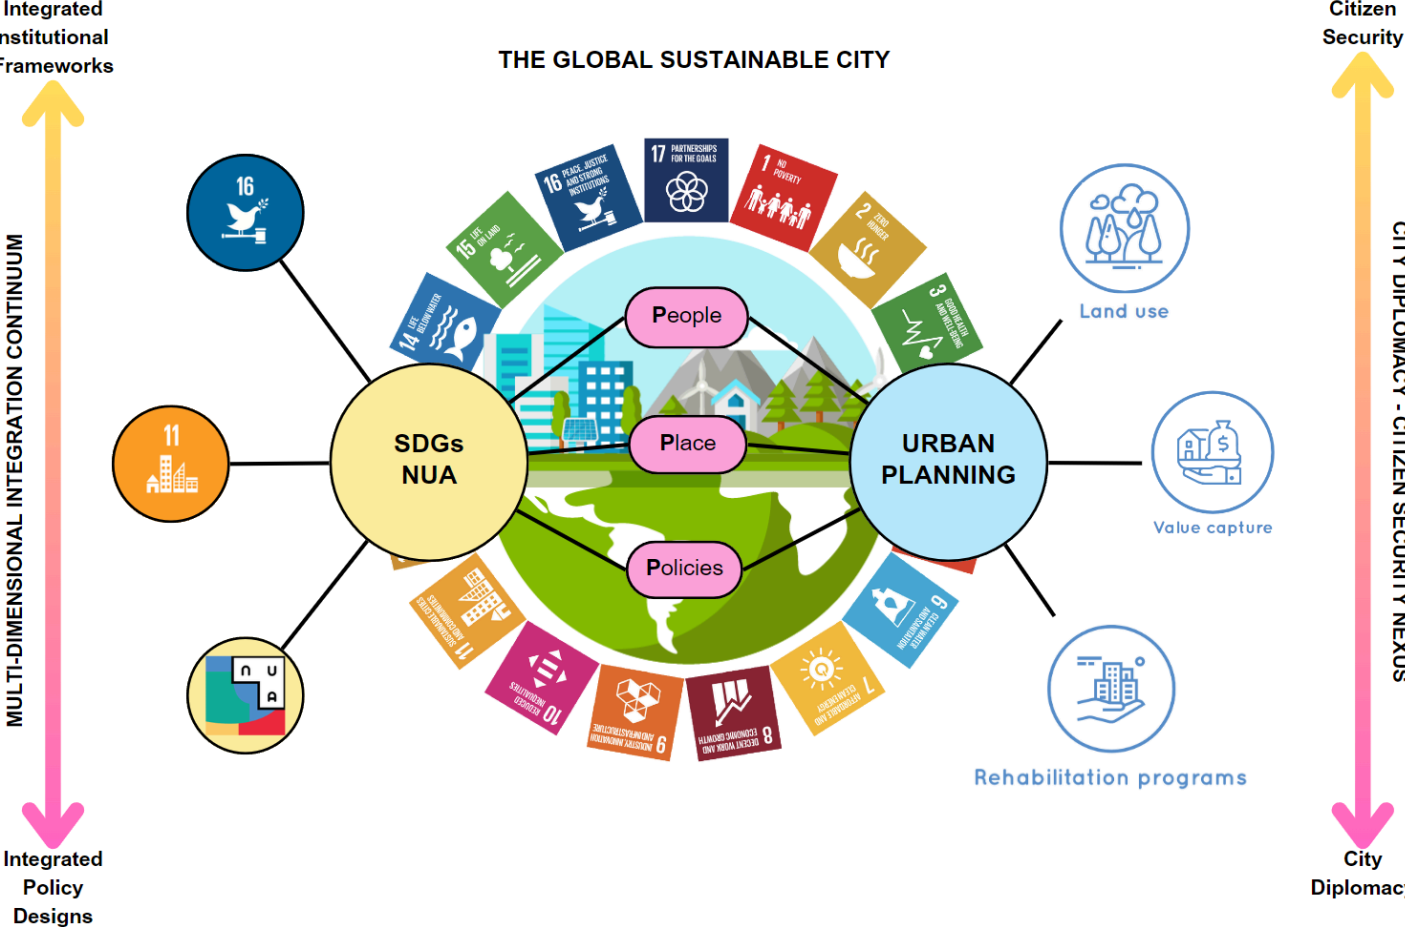 Integrated
nstitutional
Frameworks
Citizen
Security
THE GLOBAL SUSTAINABLE CITY
MULTI-DIMENSIONAL INTEGRATION CONTINUUM
CITY DIPLOMACY - CITIZEN SECURITY NEXUS
16
11
N U
A
SDGs
NUA
URBAN
PLANNING
People
Place
Policies
17 PARTNERSHIPS
FOR THE GOALS
1 NO
POVERTY
2 ZERO
HUNGER
3 GOOD HEALTH
AND WELL-BEING
6 CLEAN WATER
AND SANITATION
7 AFFORDABLE AND
CLEAN ENERGY
8 DECENT WORK AND
ECONOMIC GROWTH
9 INDUSTRY, INNOVATION
AND INFRASTRUCTURE
10 REDUCED
INEQUALITIES
11 SUSTAINABLE CITIES
AND COMMUNITIES
14 LIFE
BELOW WATER
15 LIFE
ON LAND
16 PEACE, JUSTICE
AND STRONG
INSTITUTIONS
Land use
$
Value capture
Rehabilitation programs
Integrated
Policy
Designs
City
Diplomacy